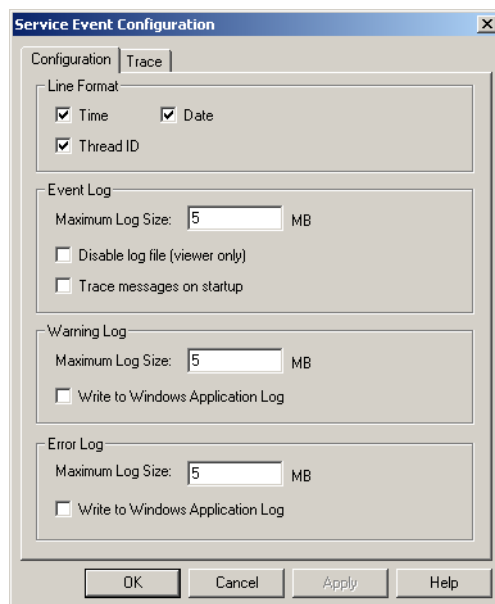 Service Event Configuration
Configuration Trace
Line Format
Time Date
Thread ID
Event Log
Maximum Log Size: 5 MB
Disable log file (viewer only)
Trace messages on startup
Warning Log
Maximum Log Size: 5 MB
Write to Windows Application Log
Error Log
Maximum Log Size: 5 MB
Write to Windows Application Log
OK Cancel Apply Help